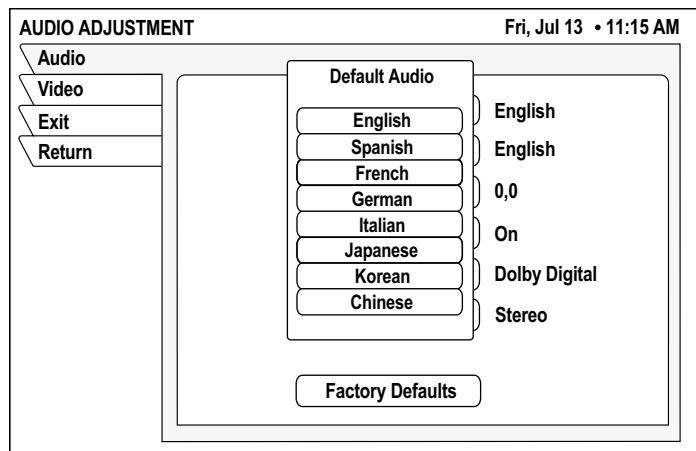 AUDIO ADJUSTMENT
Fri, Jul 13 • 11:15 AM
Audio
Video
Exit
Return
Default Audio
English
Spanish
French
German
Italian
Japanese
Korean
Chinese
English
English
0,0
On
Dolby Digital
Stereo
Factory Defaults